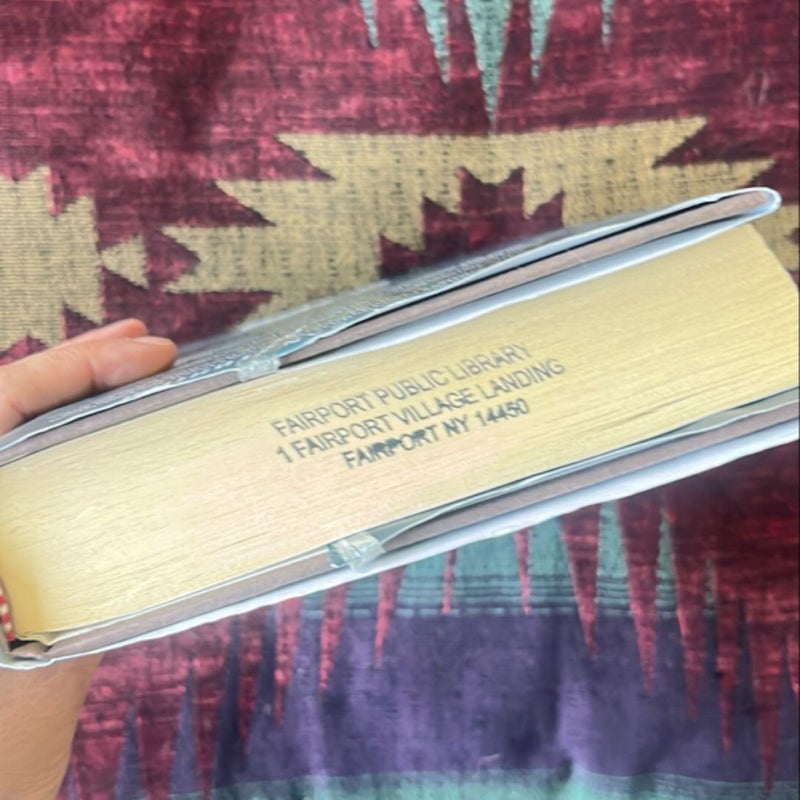 FAIRPORT PUBLIC LIBRARY
1 FAIRPORT VILLAGE LANDING
FAIRPORT NY 14450